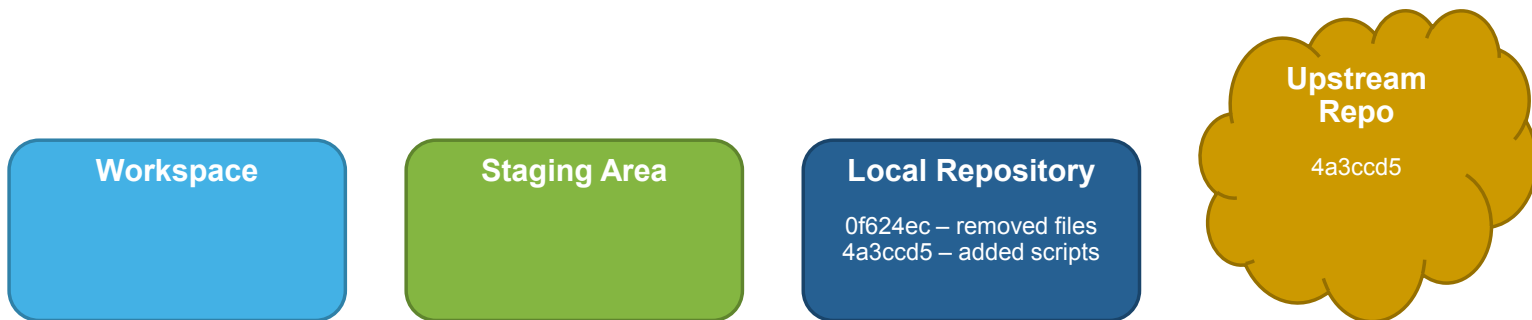 Workspace
Staging Area
Local Repository
0f624ec – removed files
4a3ccd5 – added scripts
Upstream
Repo
4a3ccd5